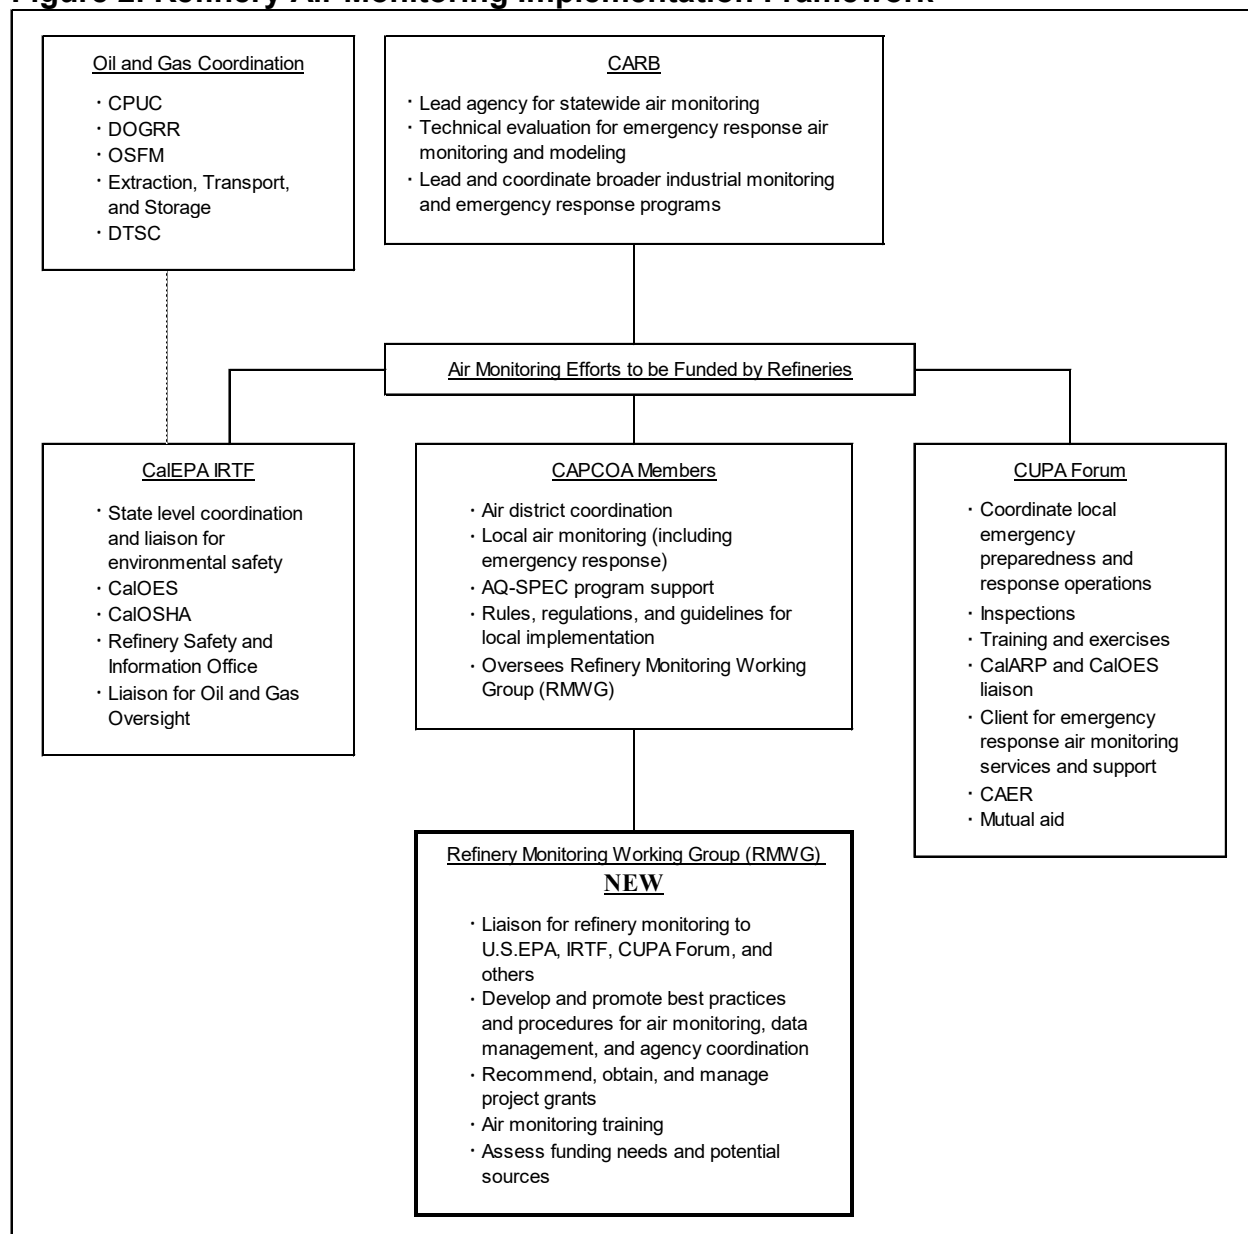 Figure 2. Refinery Air Monitoring Implementation Framework
Oil and Gas Coordination
· CPUC
· DOGRR
· OSFM
· Extraction, Transport,
and Storage
· DTSC
CARB
· Lead agency for statewide air monitoring
· Technical evaluation for emergency response air
monitoring and modeling
· Lead and coordinate broader industrial monitoring
and emergency response programs
Air Monitoring Efforts to be Funded by Refineries
CalEPA IRTF
· State level coordination
and liaison for
environmental safety
· CalOES
· CalOSHA
· Refinery Safety and
Information Office
· Liaison for Oil and Gas
Oversight
CAPCOA Members
· Air district coordination
· Local air monitoring (including
emergency response)
· AQ-SPEC program support
· Rules, regulations, and guidelines for
local implementation
· Oversees Refinery Monitoring Working
Group (RMWG)
CUPA Forum
· Coordinate local
emergency
preparedness and
response operations
· Inspections
· Training and exercises
· CalARP and CalOES
liaison
· Client for emergency
response air monitoring
services and support
· CAER
· Mutual aid
Refinery Monitoring Working Group (RMWG)
NEW
· Liaison for refinery monitoring to
U.S.EPA, IRTF, CUPA Forum, and
others
· Develop and promote best practices
and procedures for air monitoring, data
management, and agency coordination
· Recommend, obtain, and manage
project grants
· Air monitoring training
· Assess funding needs and potential
sources